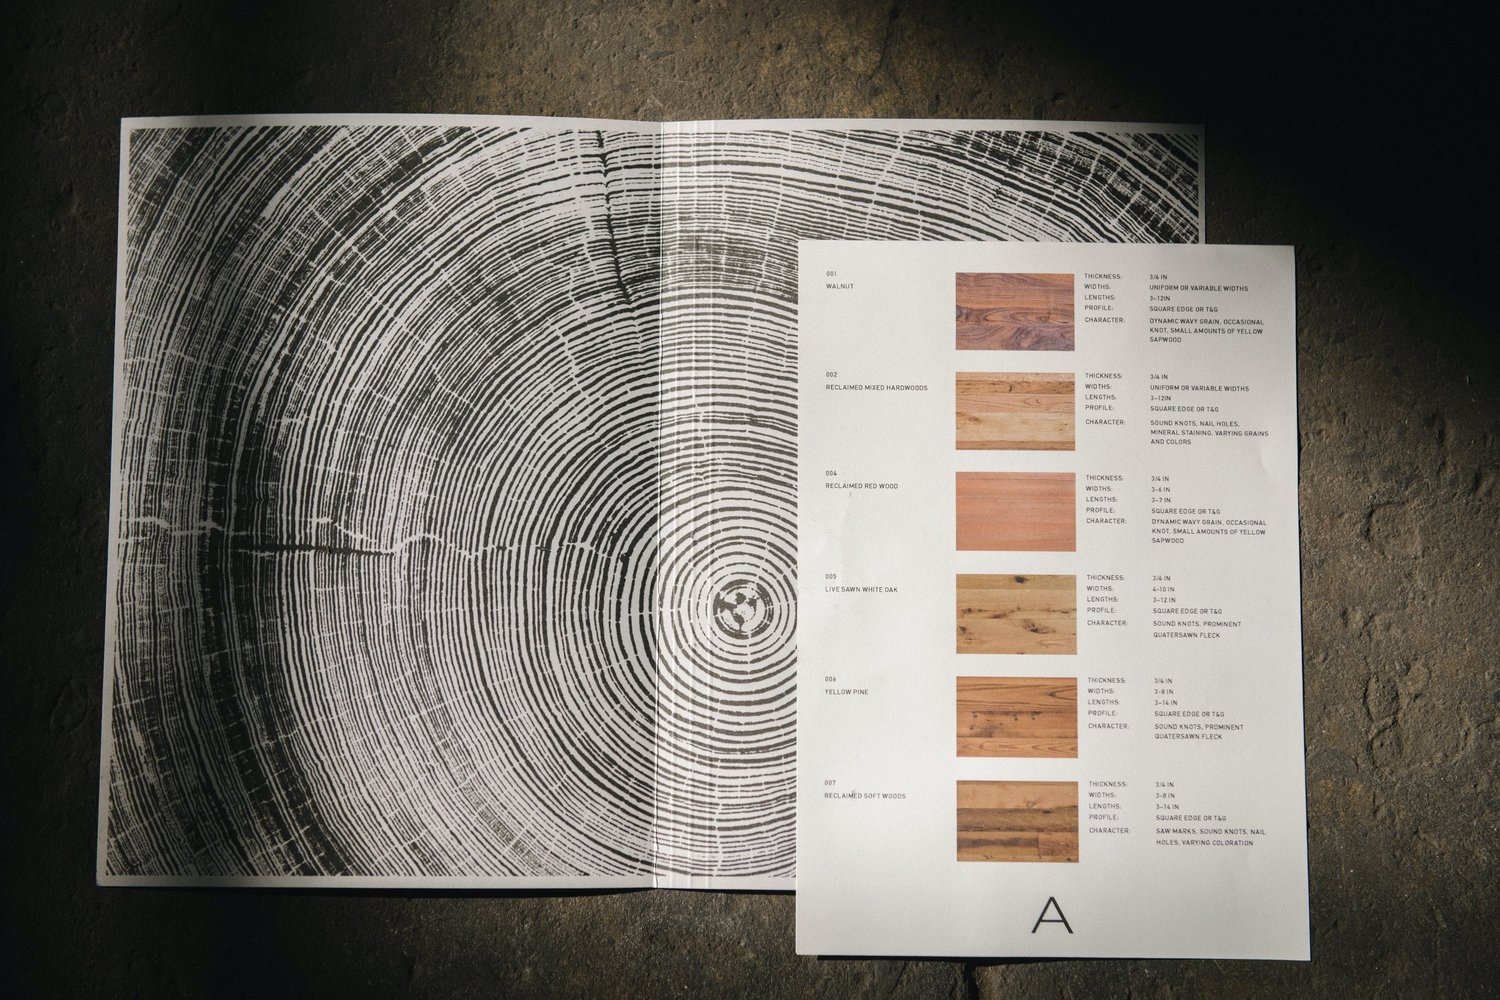 001
WALNUT
THICKNESS: 3/4 IN
WIDTHS: UNIFORM OR VARIABLE WIDTHS
LENGTHS: 3-12IN
PROFILE: SQUARE EDGE OR T&G
CHARACTER: DYNAMIC WAVY GRAIN, OCCASIONAL
KNOT, SMALL AMOUNTS OF YELLOW
SAPWOOD
002
RECLAIMED MIXED HARDWOODS
THICKNESS: 3/4 IN
WIDTHS: UNIFORM OR VARIABLE WIDTHS
LENGTHS: 3-12IN
PROFILE: SQUARE EDGE OR T&G
CHARACTER: SOUND KNOTS, NAIL HOLES,
MINERAL STAINING, VARYING GRAINS
AND COLORS
004
RECLAIMED RED WOOD
THICKNESS: 3/4 IN
WIDTHS: 3-6 IN
LENGTHS: 3-7 IN
PROFILE: SQUARE EDGE OR T&G
CHARACTER: DYNAMIC WAVY GRAIN, OCCASIONAL
KNOT, SMALL AMOUNTS OF YELLOW
SAPWOOD
005
LIVE SAWN WHITE OAK
THICKNESS: 3/4 IN
WIDTHS: 4-10 IN
LENGTHS: 3-12 IN
PROFILE: SQUARE EDGE OR T&G
CHARACTER: SOUND KNOTS, PROMINENT
QUATERSAWN FLECK
006
YELLOW PINE
THICKNESS: 3/4 IN
WIDTHS: 3-8 IN
LENGTHS: 3-14 IN
PROFILE: SQUARE EDGE OR T&G
CHARACTER: SOUND KNOTS, PROMINENT
QUATERSAWN FLECK
007
RECLAIMED SOFT WOODS
THICKNESS: 3/4 IN
WIDTHS: 3-8 IN
LENGTHS: 3-14 IN
PROFILE: SQUARE EDGE OR T&G
CHARACTER: SAW MARKS, SOUND KNOTS, NAIL
HOLES, VARYING COLORATION
A